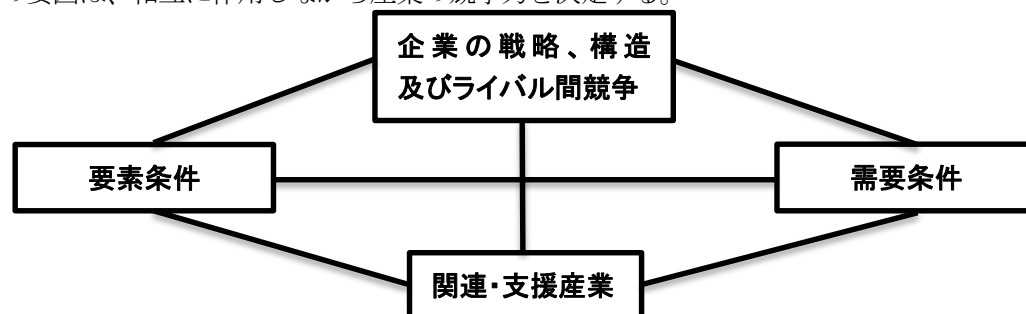 の要因は、相互に作用しながら産業の競争力を決定する。
企業の戦略、構造
及びライバル間競争
要素条件
需要条件
関連・支援産業